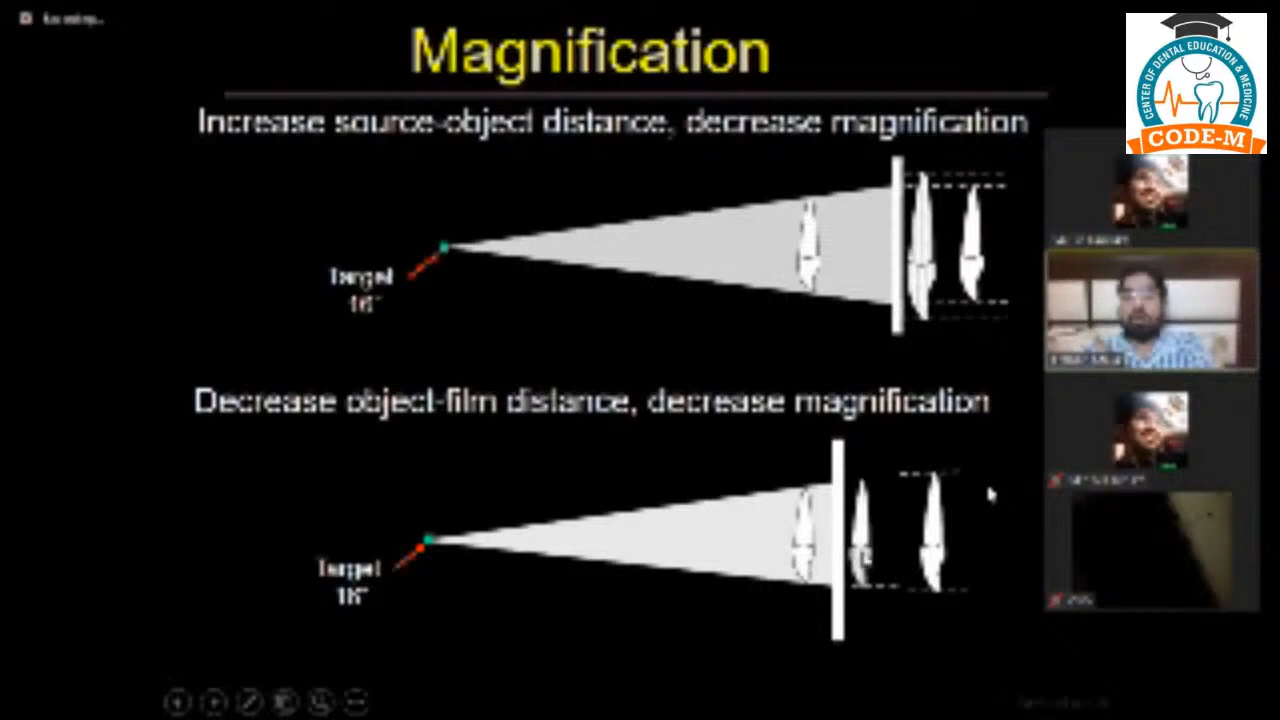 Magnification
CENTER OF DENTAL EDUCATION & MEDICINE
CODE-M
Increase source-object distance, decrease magnification
Target
16"
Decrease object-film distance, decrease magnification
Target
16"